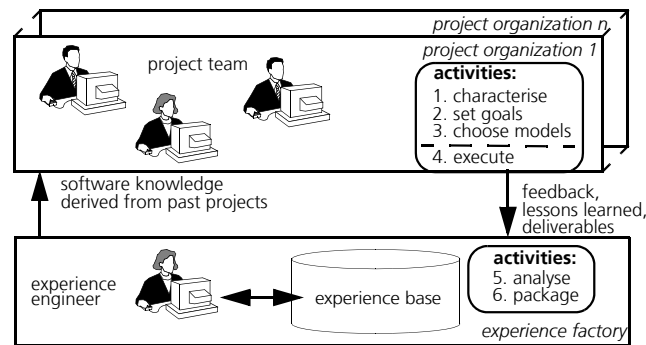 project organization n
project organization 1
project team
activities:
1. characterise
2. set goals
3. choose models
4. execute
software knowledge
derived from past projects
feedback,
lessons learned,
deliverables
experience
engineer
experience base
activities:
5. analyse
6. package
experience factory